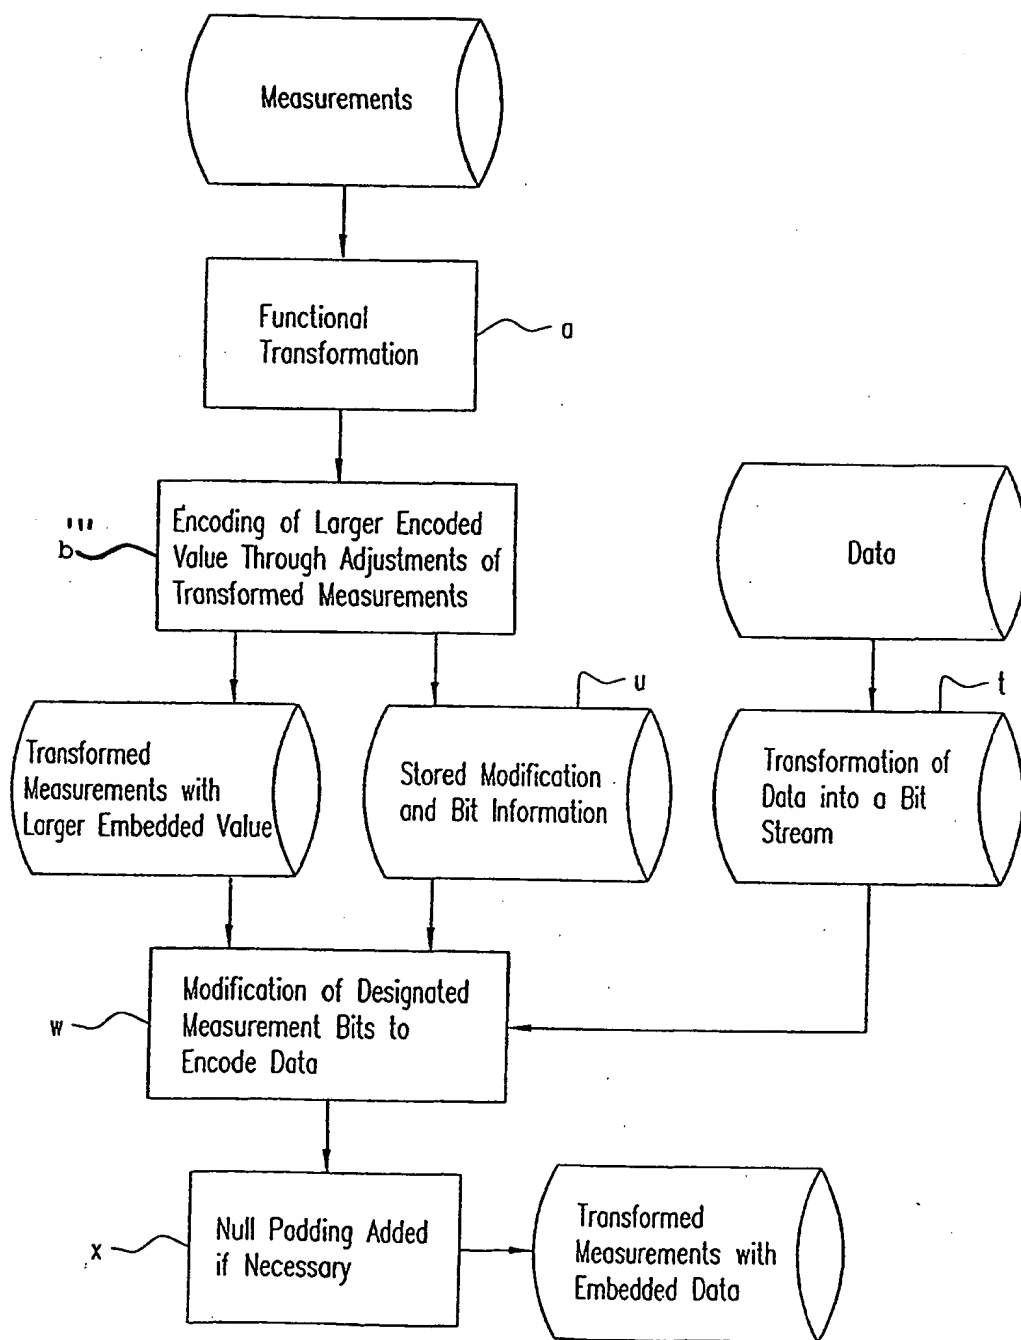 Measurements
Functional
Transformation
a
Encoding of Larger Encoded
Value Through Adjustments of
Transformed Measurements
b'''
Data
Transformed
Measurements with
Larger Embedded Value
Stored Modification
and Bit Information
u
Transformation of
Data into a Bit
Stream
t
Modification of Designated
Measurement Bits to
Encode Data
w
Null Padding Added
if Necessary
x
Transformed
Measurements with
Embedded Data